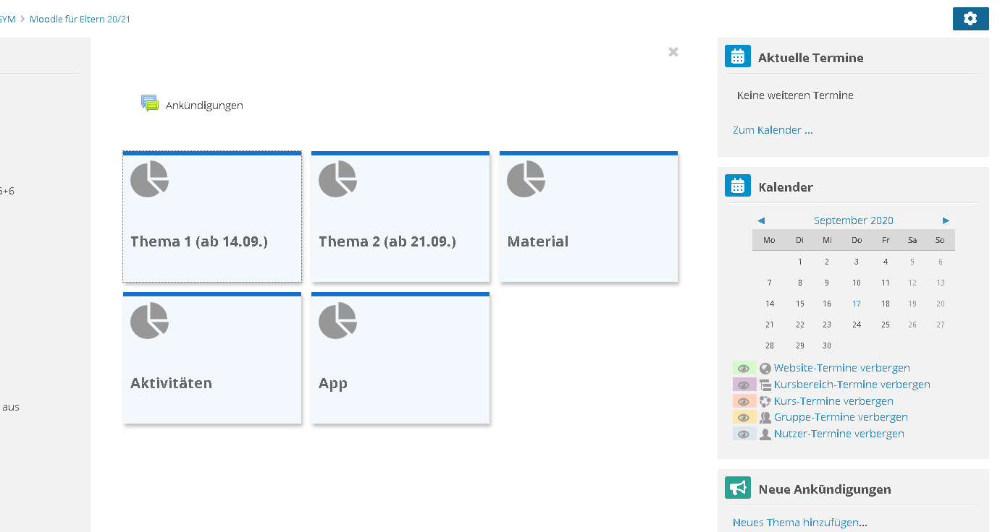 GYM > Moodle für Eltern 20/21
5+6
aus
Ankündigungen
Thema 1 (ab 14.09.)
Thema 2 (ab 21.09.)
Material
Aktivitäten
App
Aktuelle Termine
Keine weiteren Termine
Zum Kalender ...
Kalender
◄ September 2020 ►
Mo Di Mi Do Fr Sa So
1 2 3 4 5 6
7 8 9 10 11 12 13
14 15 16 17 18 19 20
21 22 23 24 25 26 27
28 29 30
Website-Termine verbergen
Kursbereich-Termine verbergen
Kurs-Termine verbergen
Gruppe-Termine verbergen
Nutzer-Termine verbergen
Neue Ankündigungen
Neues Thema hinzufügen...